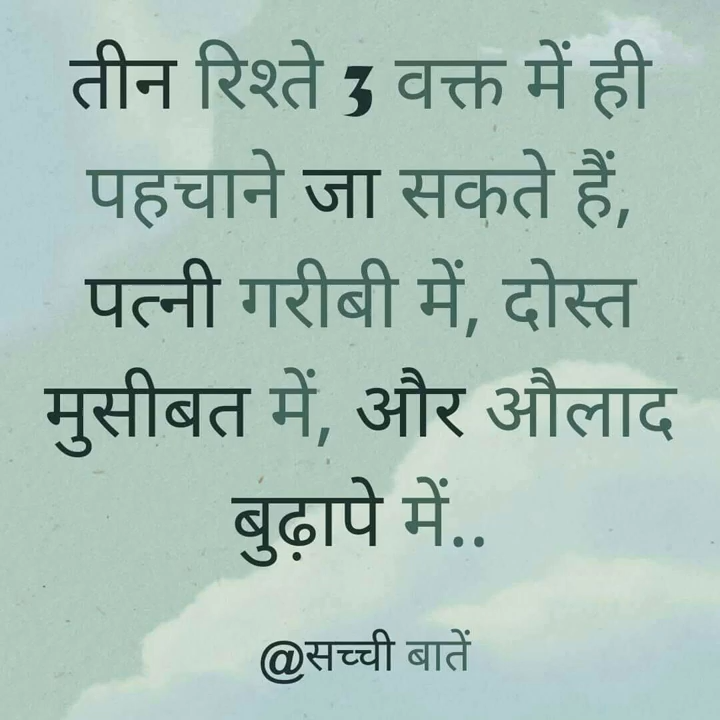 तीन रिश्ते 3 वक्त में ही
पहचाने जा सकते हैं,
पत्नी गरीबी में, दोस्त
मुसीबत में, और औलाद
बुढ़ापे में..
@सच्ची बातें